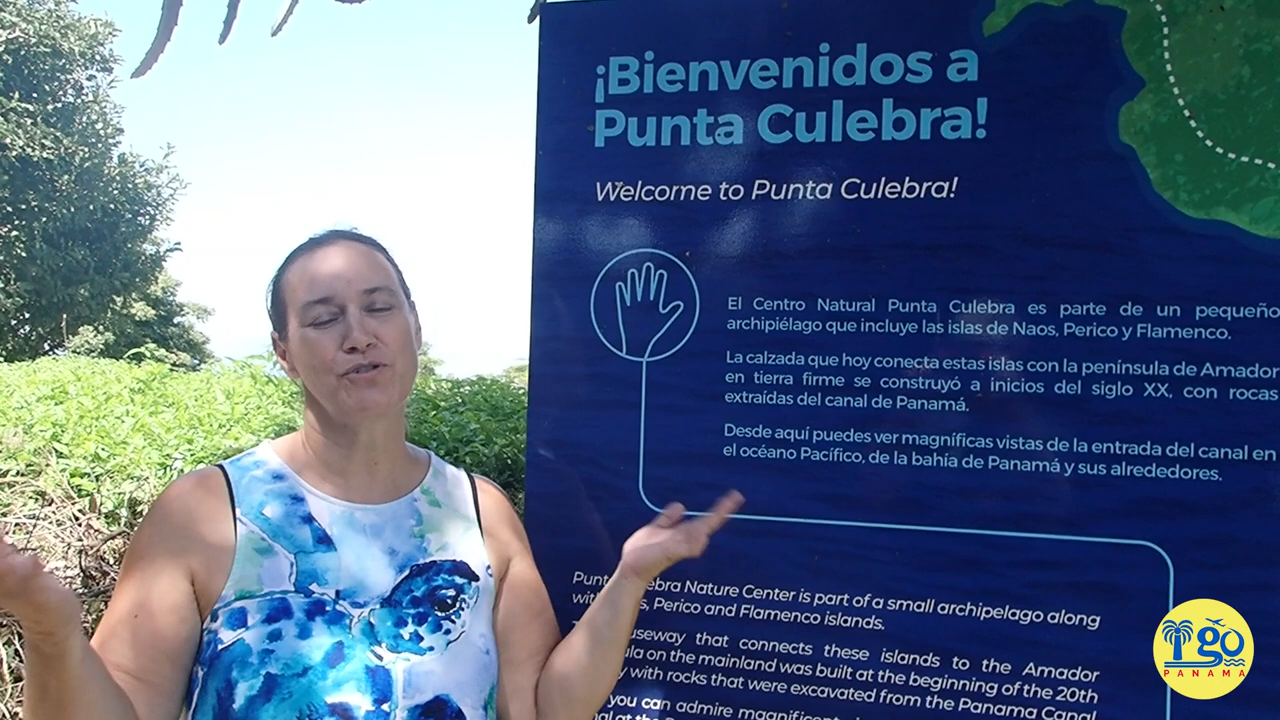 ¡Bienvenidos a
Punta Culebra!
Welcome to Punta Culebra!
El Centro Natural Punta Culebra es parte de un pequeño
archipiélago que incluye las islas de Naos, Perico y Flamenco.
La calzada que hoy conecta estas islas con la península de Amador
en tierra firme se construyó a inicios del siglo XX, con rocas
extraídas del canal de Panamá.
Desde aquí puedes ver magníficas vistas de la entrada del canal en
el océano Pacífico, de la bahía de Panamá y sus alrededores.
Nature Center is part of a small archipelago along
Perico and Flamenco islands.
that connects these islands to the Amador
on the mainland was built at the beginning of the 20th
with rocks that were excavated from the Panama Canal
you can admire
I go
PANAMA